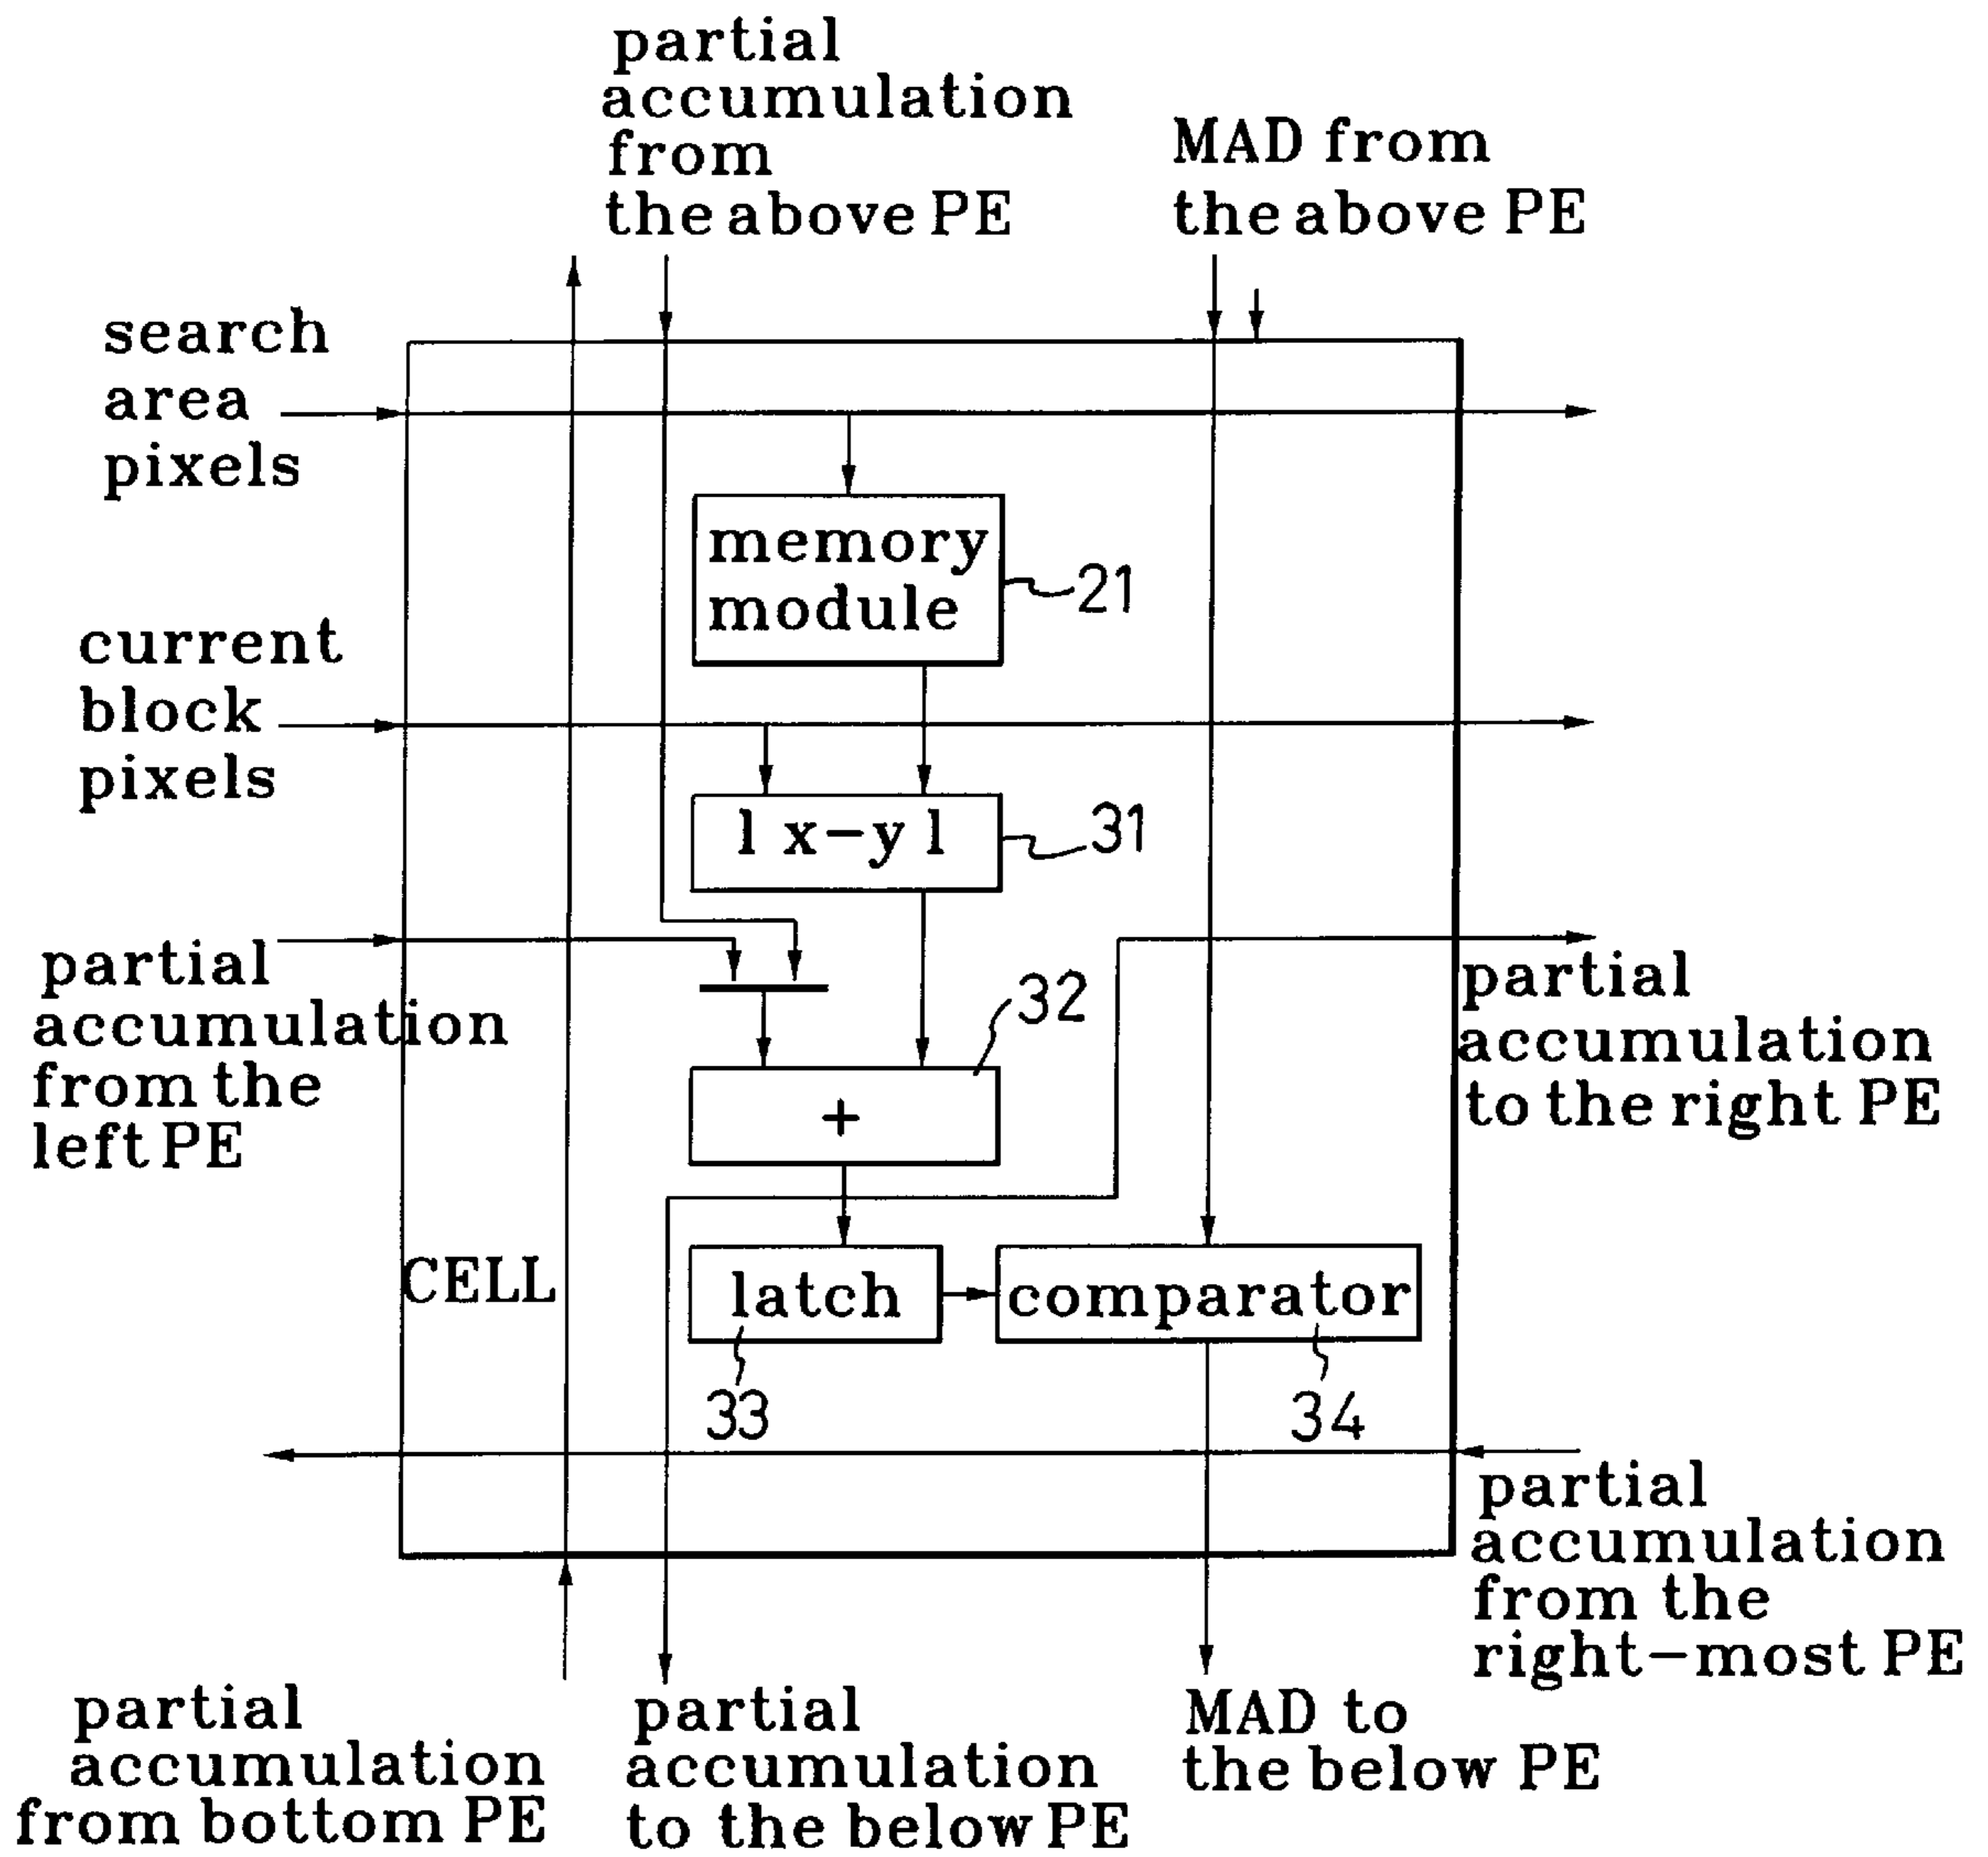 partial
accumulation
from
the above PE
MAD from
the above PE
search
area
pixels
memory
module
21
current
block
pixels
l x-y l
31
partial
accumulation
from the
left PE
32
partial
accumulation
to the right PE
+
CELL
latch
comparator
33
34
partial
accumulation
from the
right-most PE
partial
accumulation
from bottom PE
partial
accumulation
to the below PE
MAD to
the below PE